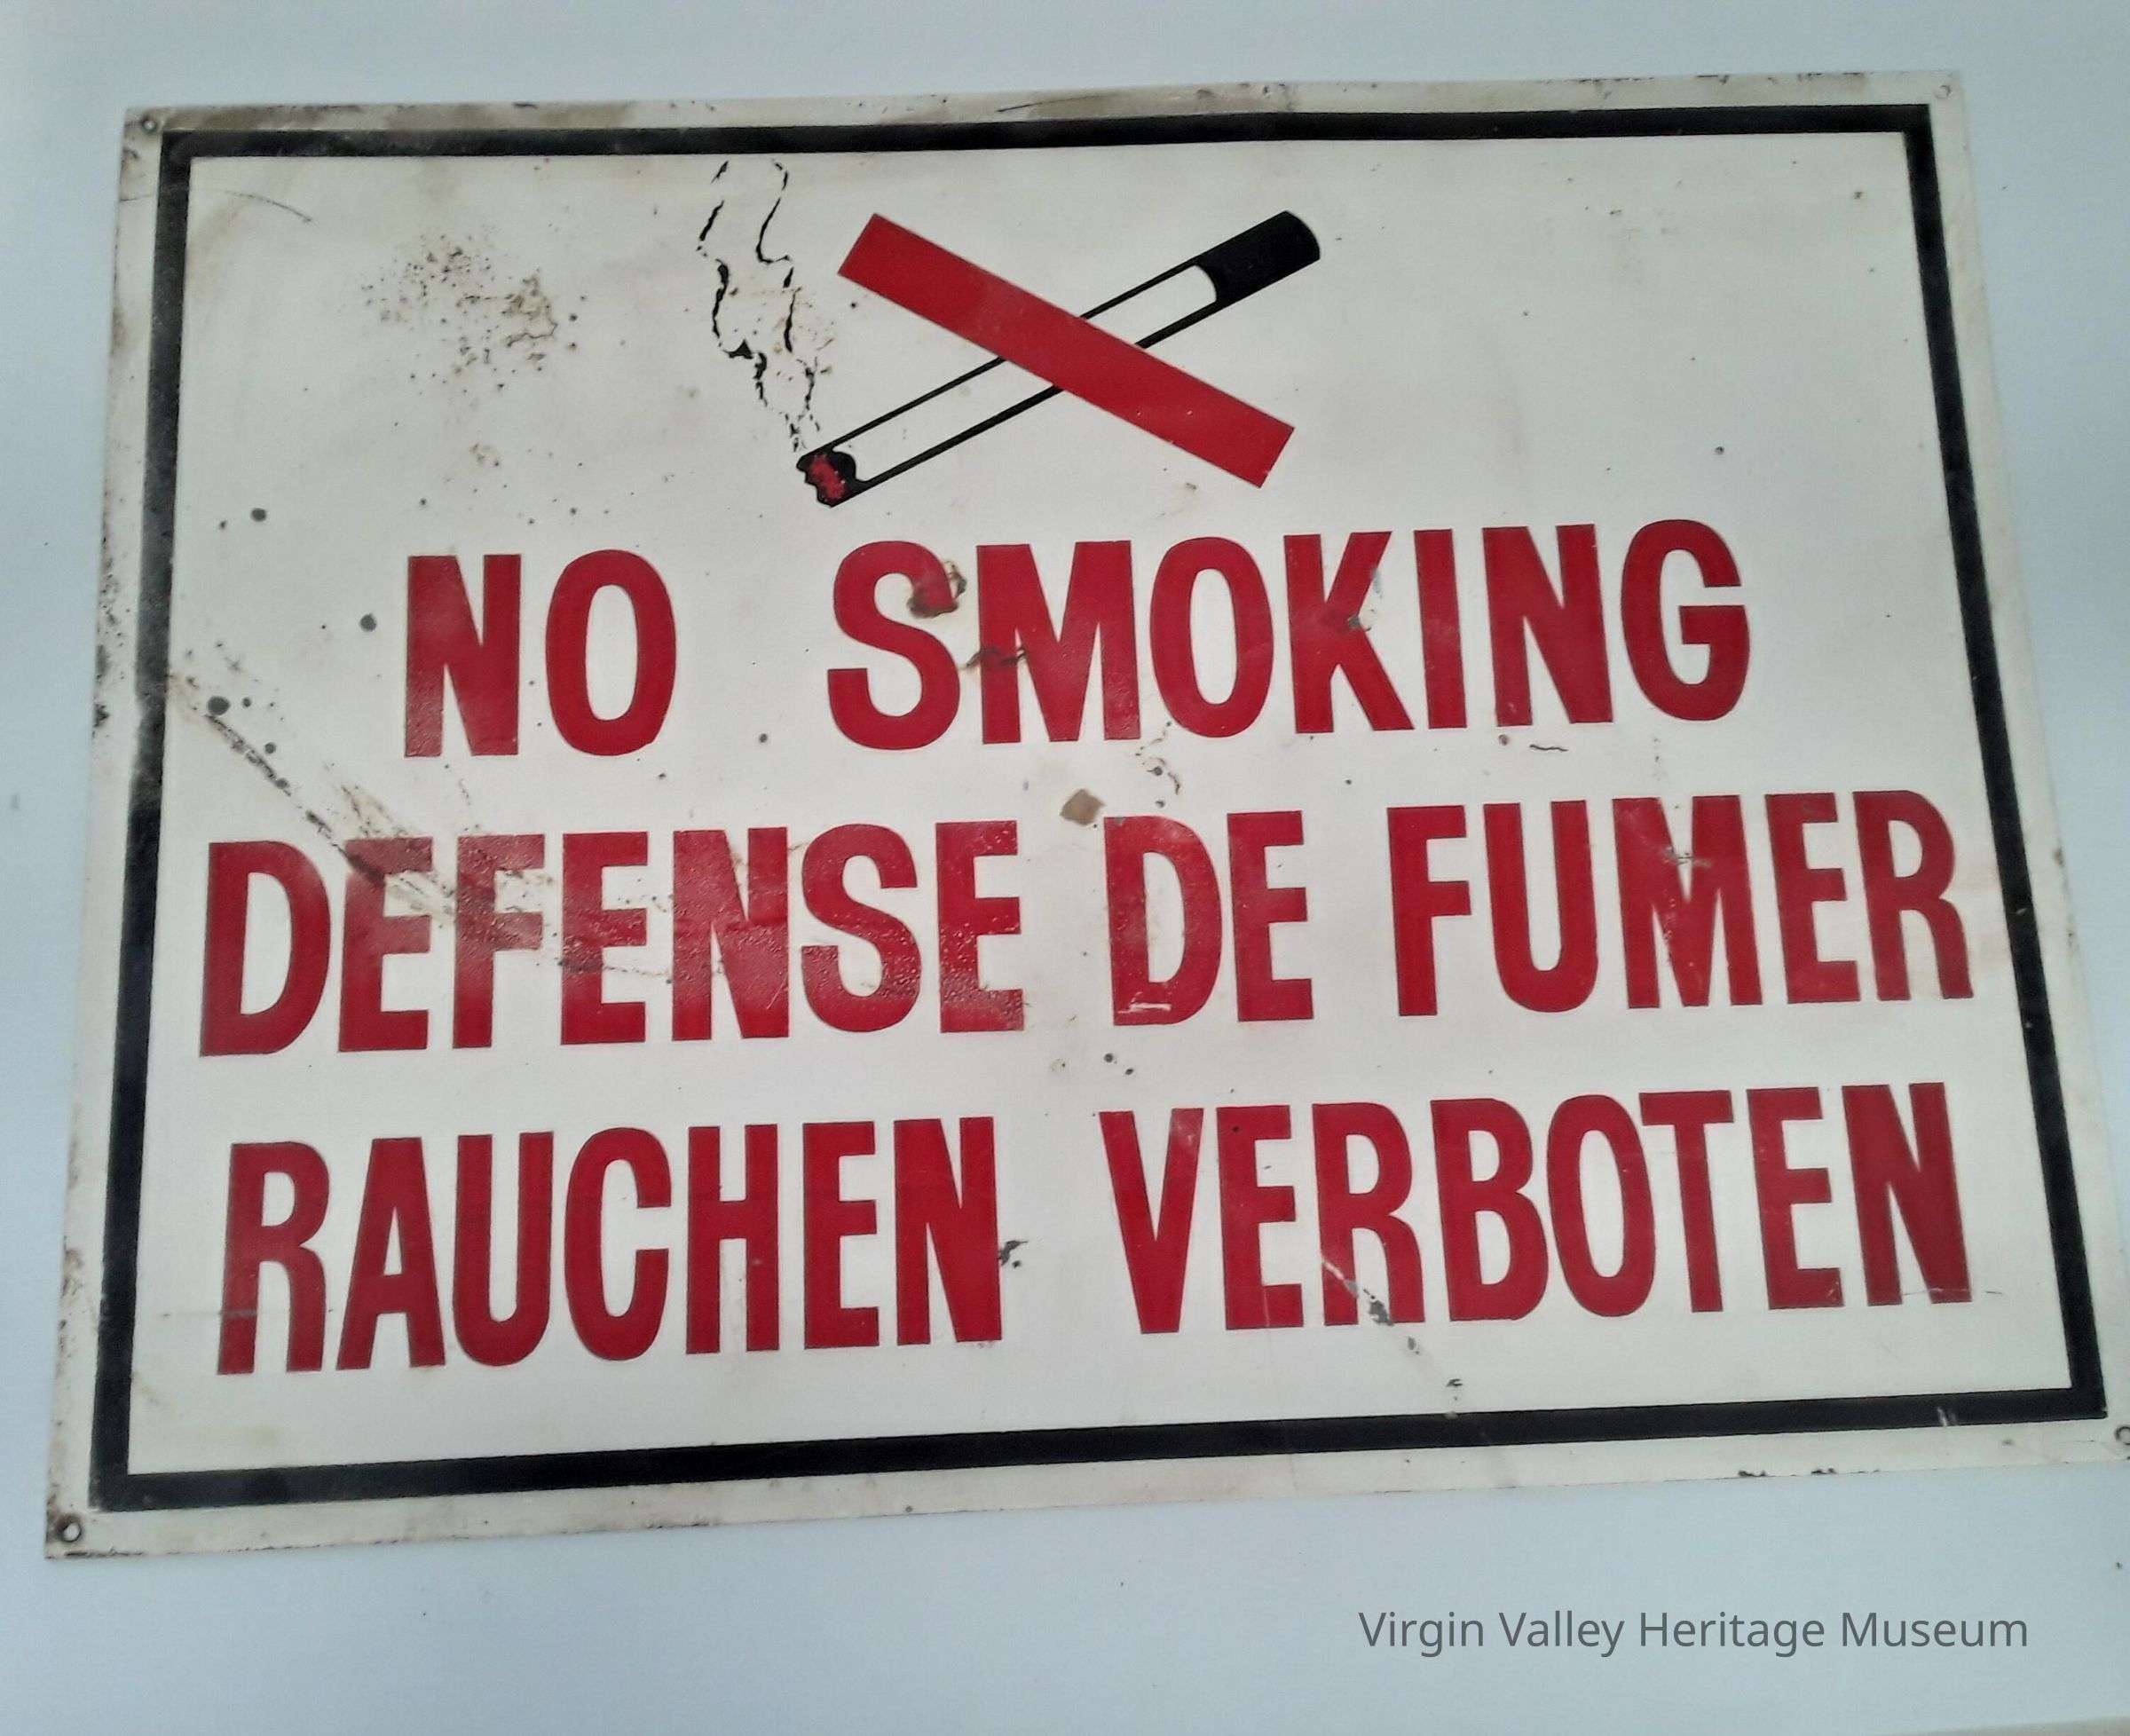 NO SMOKING
DEFENSE DE FUMER
RAUCHEN VERBOTEN
Virgin Valley Heritage Museum